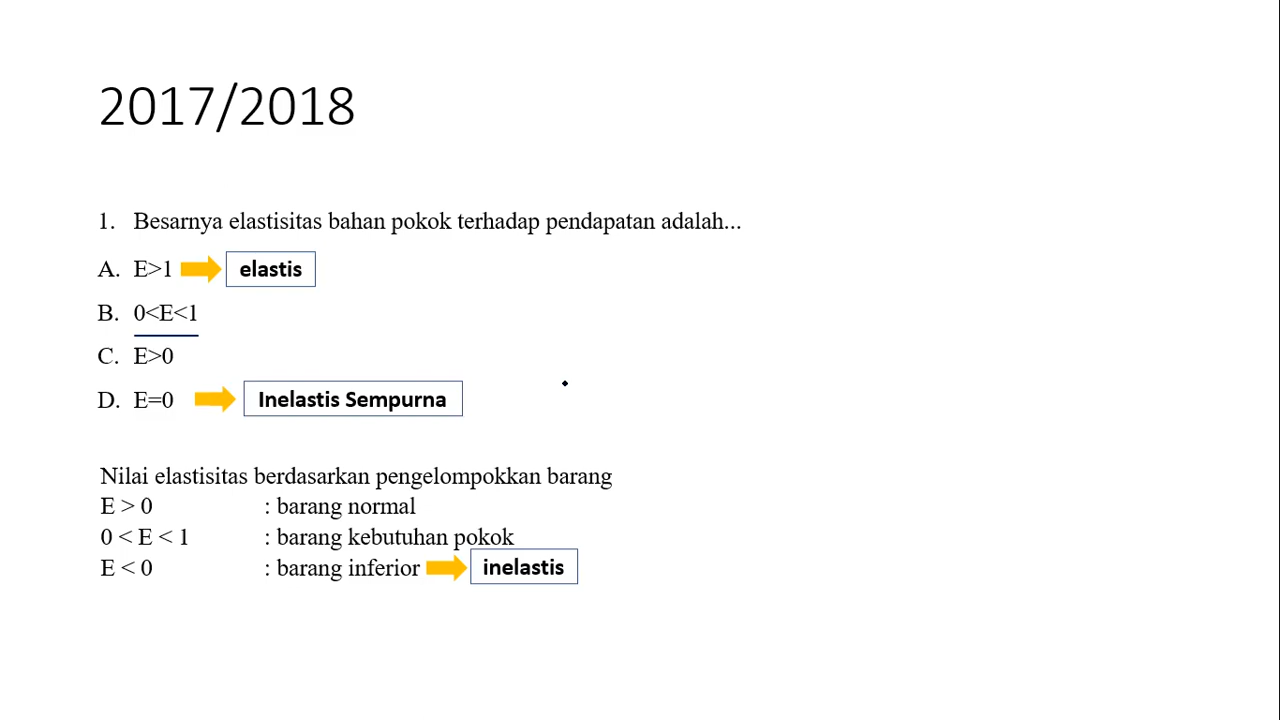 2017/2018
1. Besarnya elastisitas bahan pokok terhadap pendapatan adalah...
A. E>1 elastis
B. 0<E<1
C. E>0
D. E=0 Inelastis Sempurna
Nilai elastisitas berdasarkan pengelompokkan barang
E > 0 : barang normal
0 < E < 1 : barang kebutuhan pokok
E < 0 : barang inferior inelastis